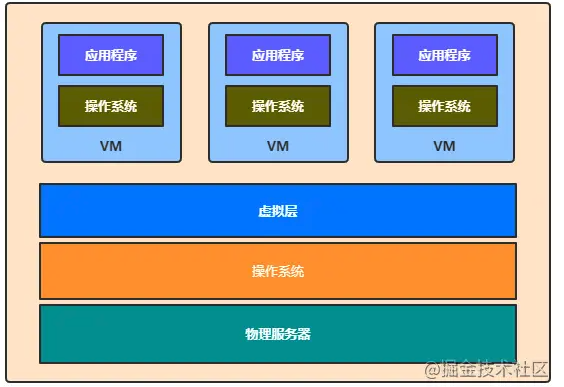 应用程序 应用程序 应用程序
操作系统 操作系统 操作系统
VM VM VM
虚拟层
操作系统
物理服务器
@掘金技术社区